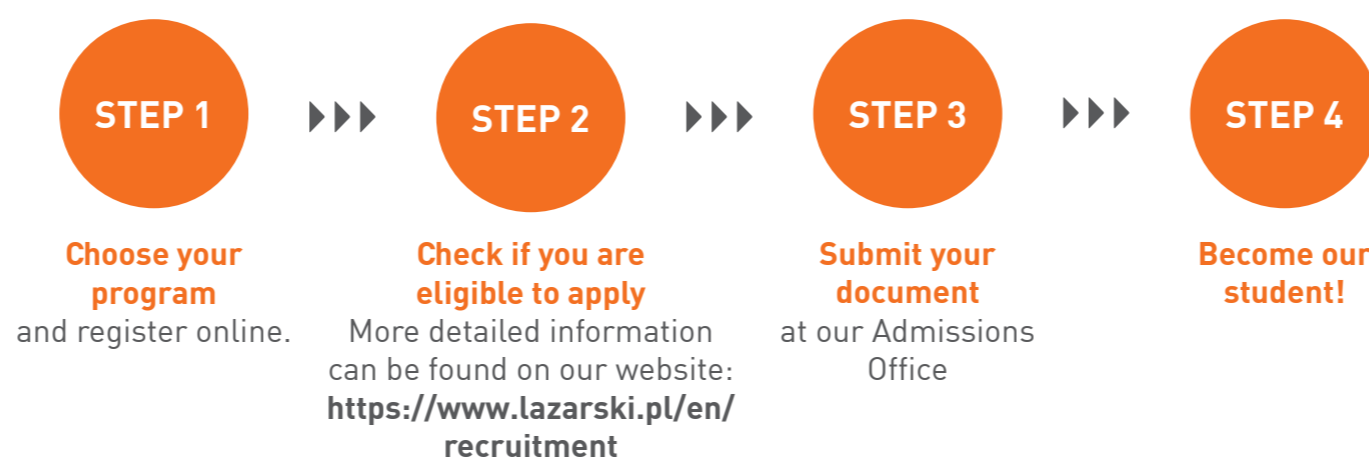 STEP 1
Choose your
program
and register online.
STEP 2
Check if you are
eligible to apply
More detailed information
can be found on our website:
https://www.lazarski.pl/en/
recruitment
STEP 3
Submit your
document
at our Admissions
Office
STEP 4
Become our
student!